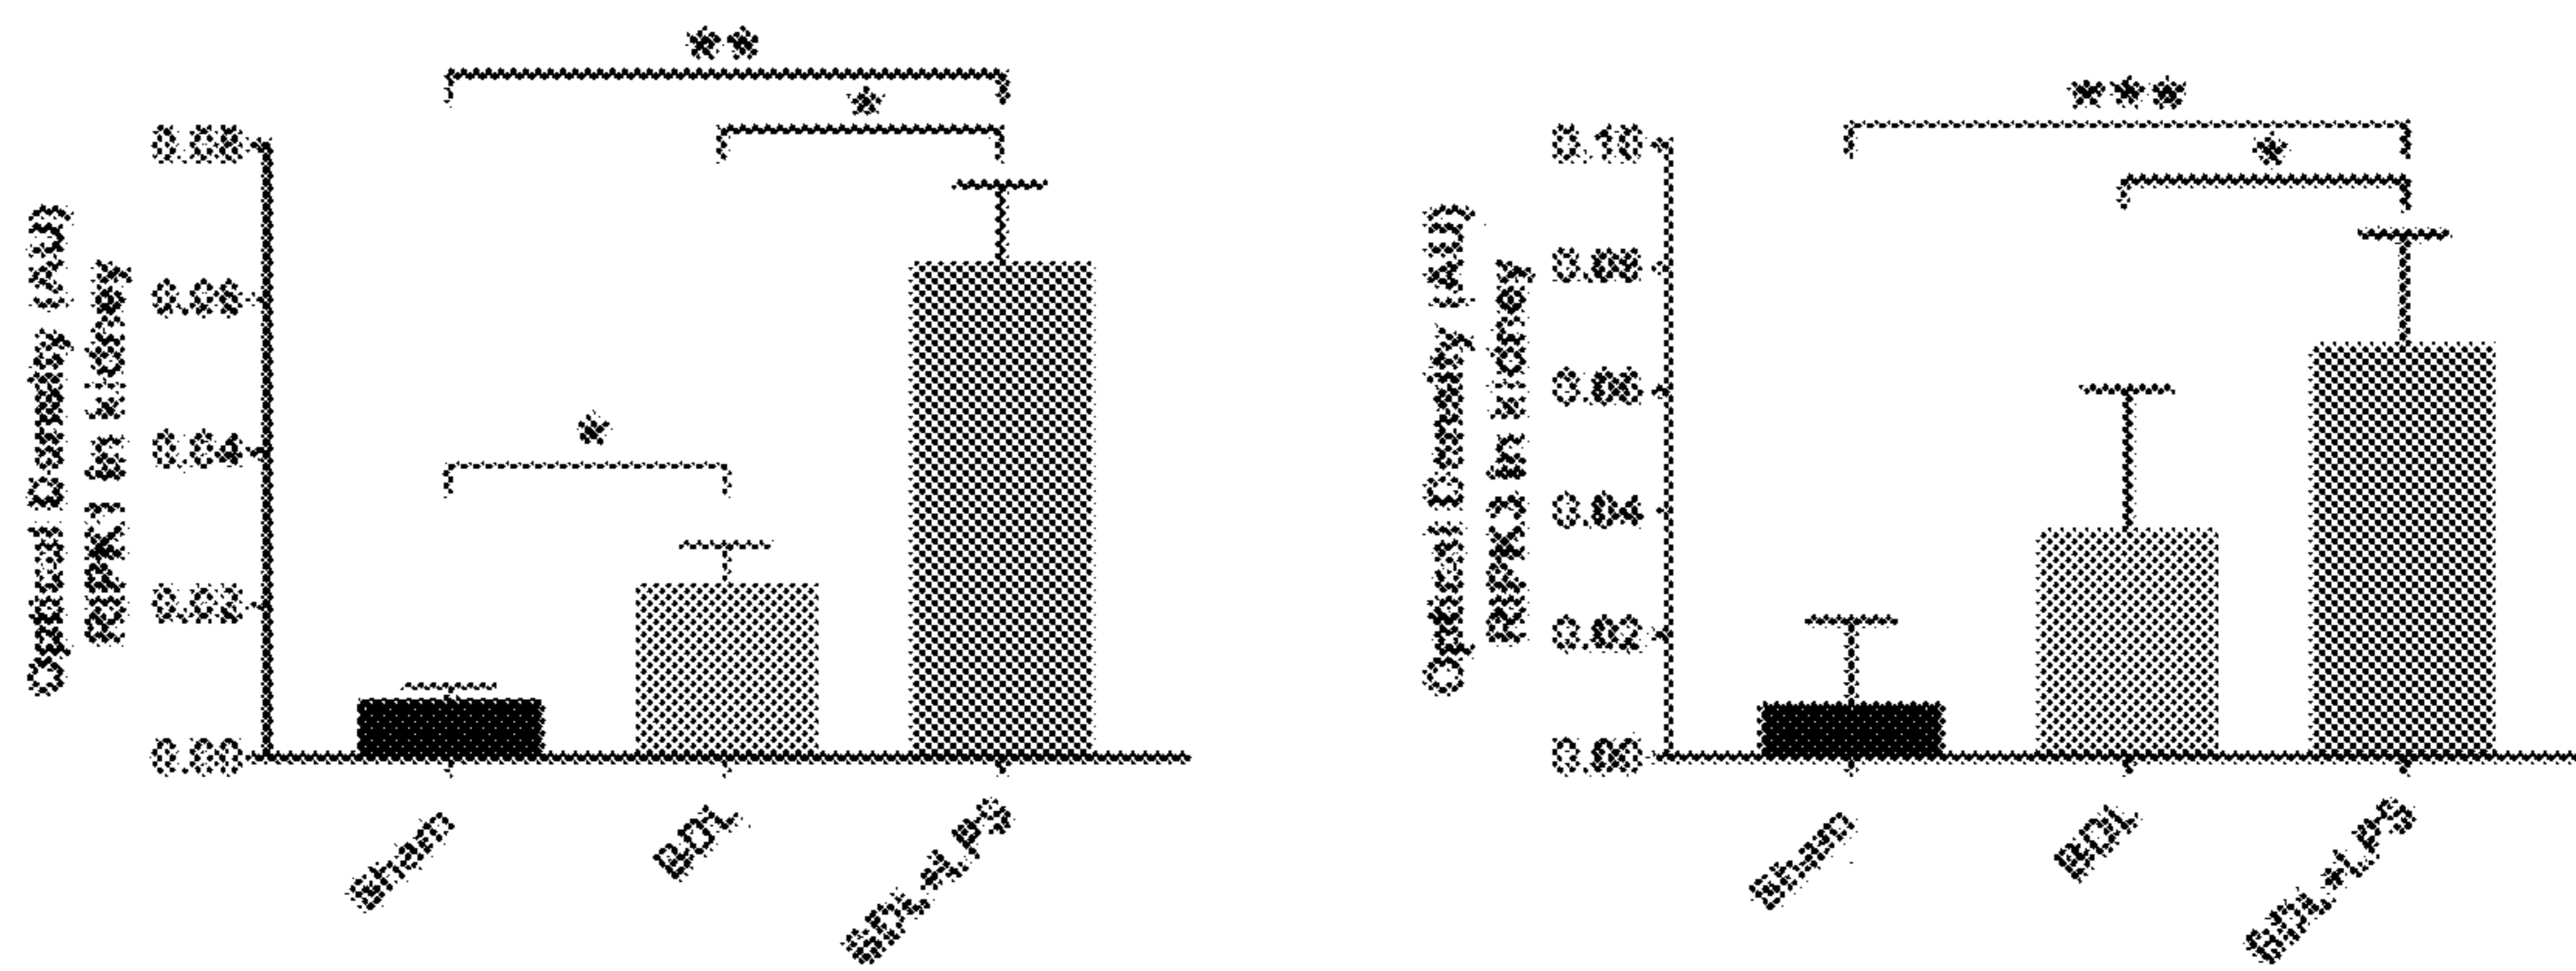 **
*
*
0.08
0.06
0.04
0.02
0.00
Optical Density (AU)
RIPK1 in kidney
Sham
BDL
BDL+LPS
***
*
0.10
0.08
0.06
0.04
0.02
0.00
Optical Density (AU)
RIPK3 in kidney
Sham
BDL
BDL+LPS